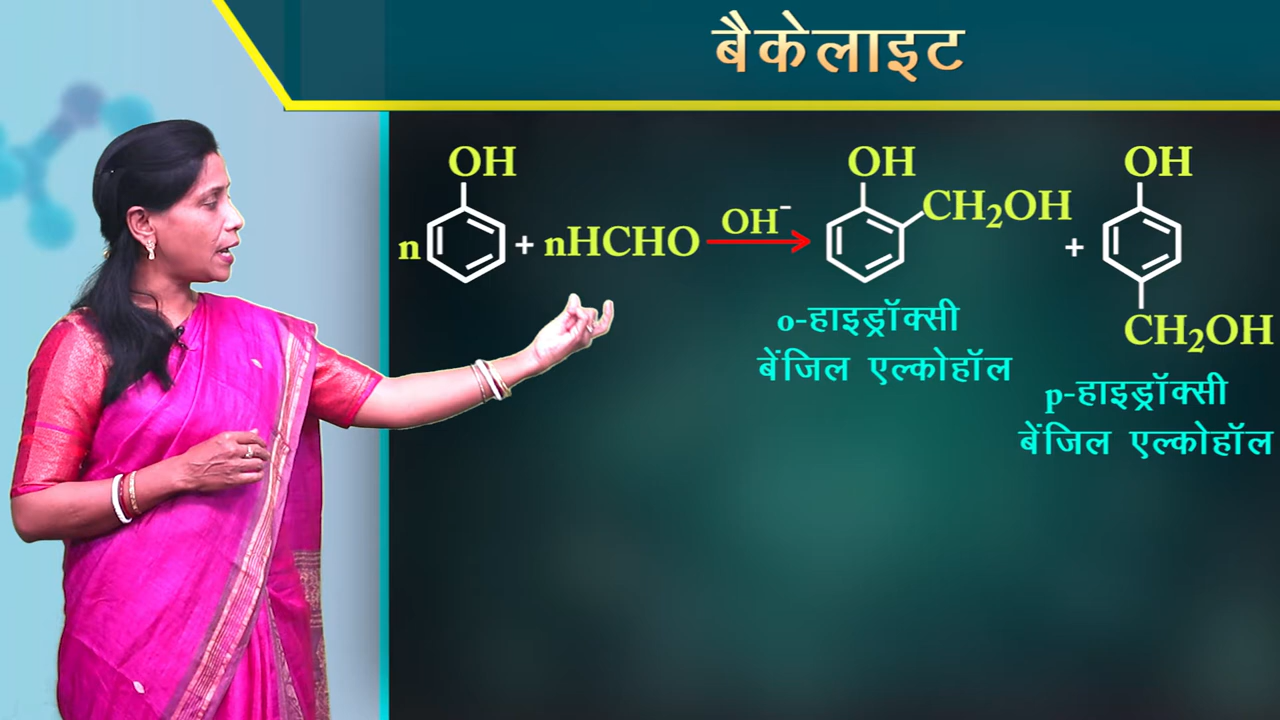 बैकेलाइट
OH OH OH
n + nHCHO OH⁻ CH₂OH +
CH₂OH
o-हाइड्रॉक्सी
बेंजिल एल्कोहॉल
p-हाइड्रॉक्सी
बेंजिल एल्कोहॉल